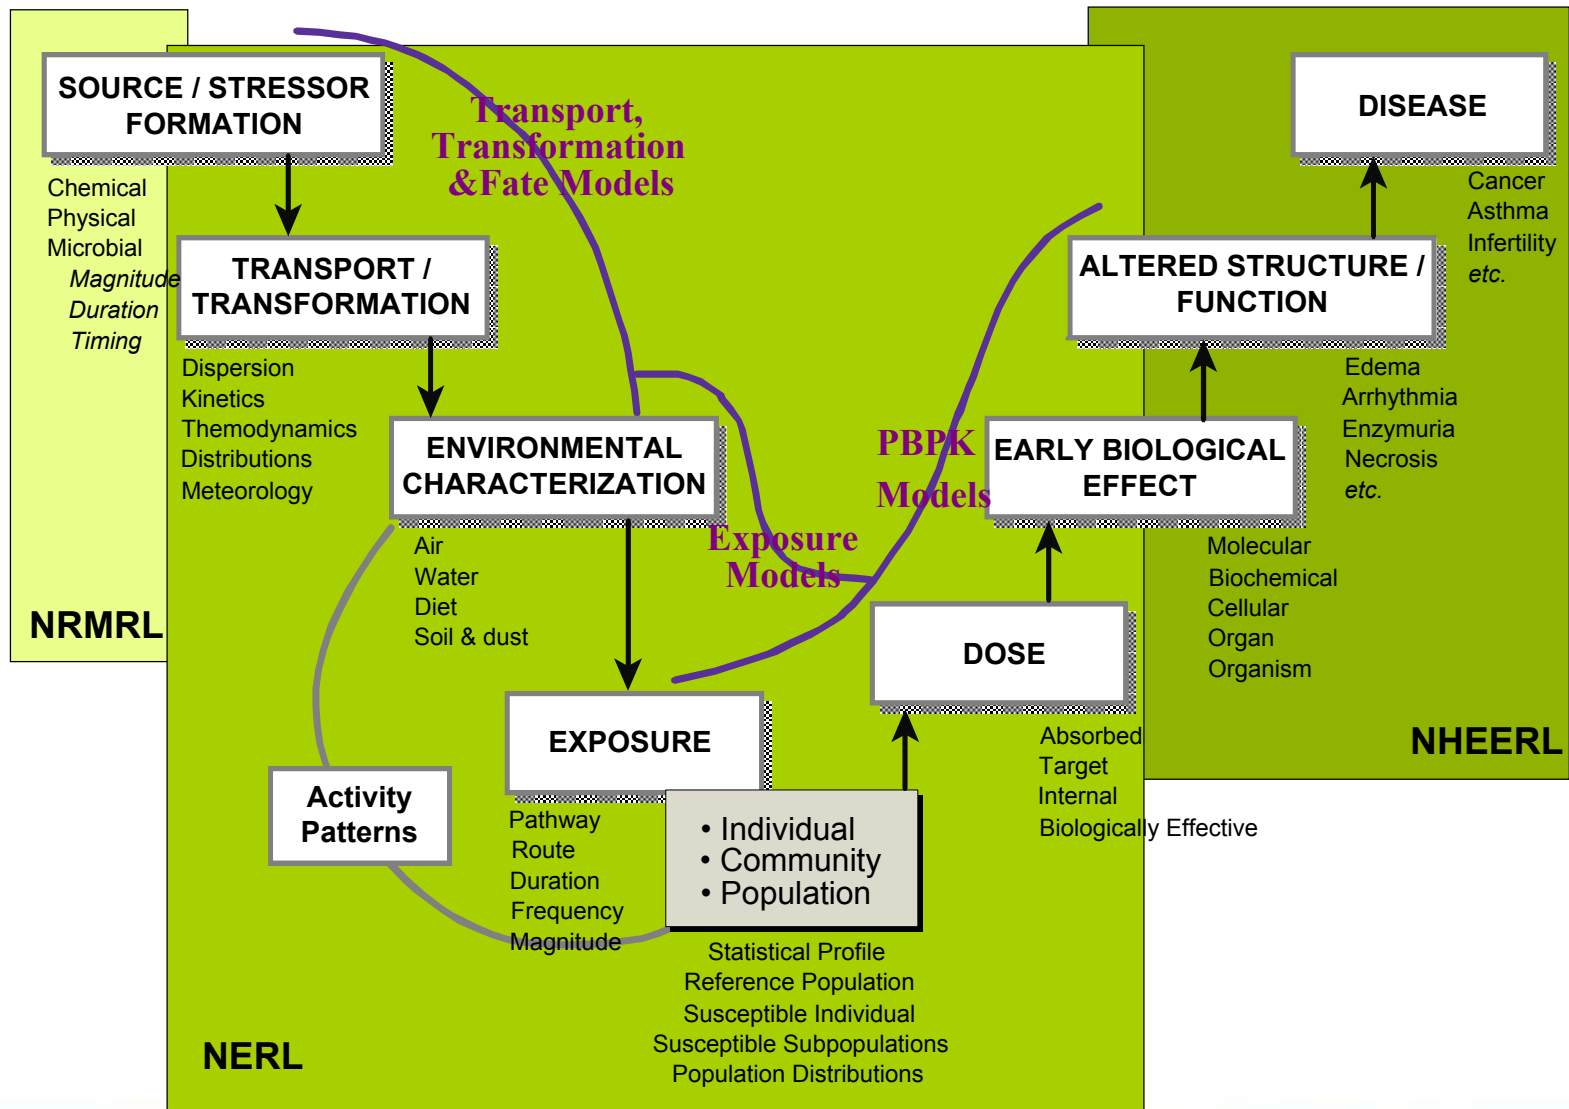 SOURCE / STRESSOR
FORMATION
Chemical
Physical
Microbial
Magnitude
Duration
Timing
NRMRL
Transport,
Transformation
&Fate Models
TRANSPORT /
TRANSFORMATION
Dispersion
Kinetics
Themodynamics
Distributions
Meteorology
ENVIRONMENTAL
CHARACTERIZATION
Air
Water
Diet
Soil & dust
Exposure
Models
EXPOSURE
Pathway
Route
Duration
Frequency
Magnitude
Activity
Patterns
• Individual
• Community
• Population
Statistical Profile
Reference Population
Susceptible Individual
Susceptible Subpopulations
Population Distributions
NERL
PBPK
Models
DOSE
Absorbed
Target
Internal
Biologically Effective
EARLY BIOLOGICAL
EFFECT
Molecular
Biochemical
Cellular
Organ
Organism
ALTERED STRUCTURE /
FUNCTION
Edema
Arrhythmia
Enzymuria
Necrosis
etc.
DISEASE
Cancer
Asthma
Infertility
etc.
NHEERL